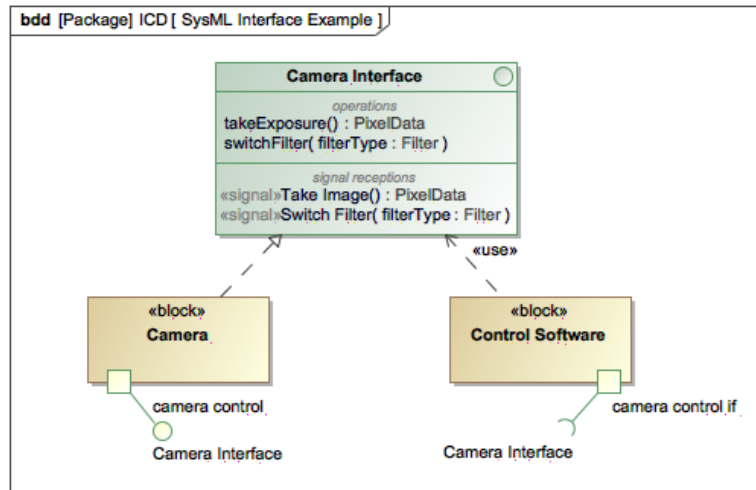 bdd [Package] ICD [ SysML Interface Example ]
Camera Interface
operations
takeExposure() : PixelData
switchFilter( filterType : Filter )
signal receptions
«signal»Take Image() : PixelData
«signal»Switch Filter( filterType : Filter )
«use»
«block»
Camera
«block»
Control Software
camera control
camera control if
Camera Interface
Camera Interface